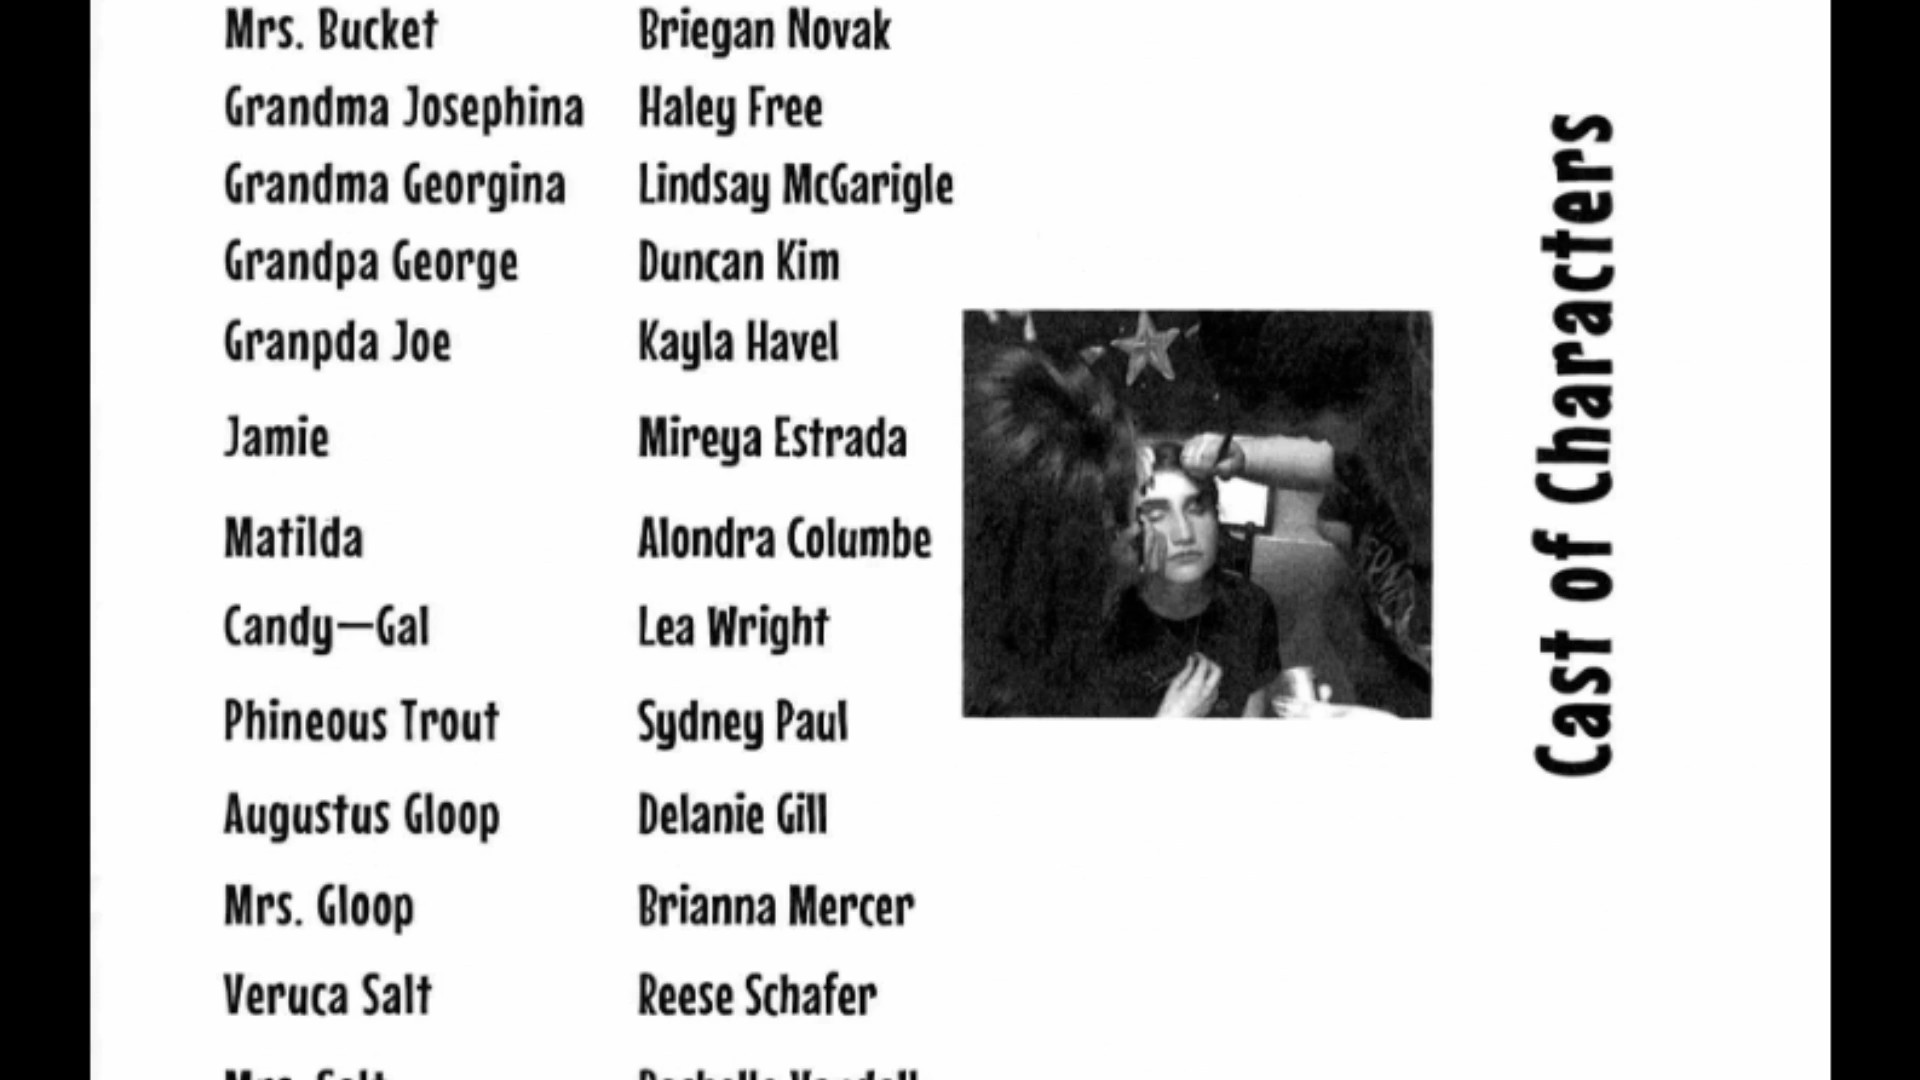 Mrs. Bucket Briegan Novak
Grandma Josephina Haley Free
Grandma Georgina Lindsay McGarigle
Grandpa George Duncan Kim
Granpda Joe Kayla Havel
Jamie Mireya Estrada
Matilda Alondra Columbe
Candy—Gal Lea Wright
Phineous Trout Sydney Paul
Augustus Gloop Delanie Gill
Mrs. Gloop Brianna Mercer
Veruca Salt Reese Schafer
Mrs. Salt
Cast of Characters